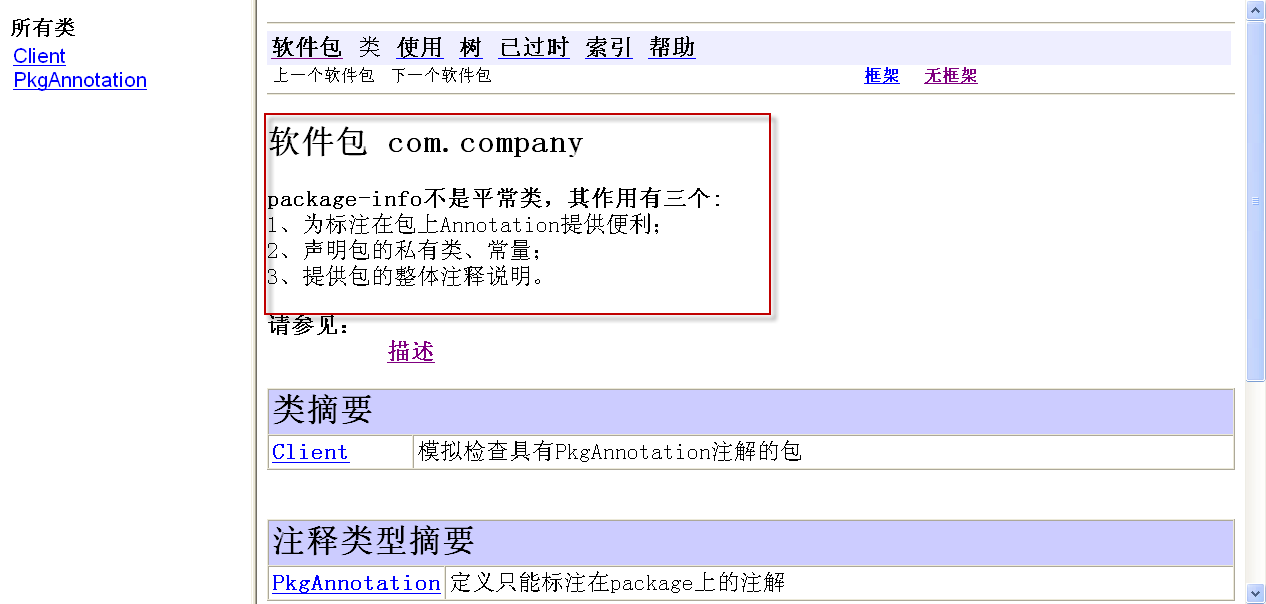 所有类
Client
PkgAnnotation
软件包 类 使用 树 已过时 索引 帮助
上一个软件包 下一个软件包 框架 无框架
软件包 com.company
package-info不是平常类，其作用有三个:
1、为标注在包上Annotation提供便利;
2、声明包的私有类、常量;
3、提供包的整体注释说明。
请参见:
描述
类摘要
Client 模拟检查具有PkgAnnotation注解的包
注释类型摘要
PkgAnnotation 定义只能标注在package上的注解